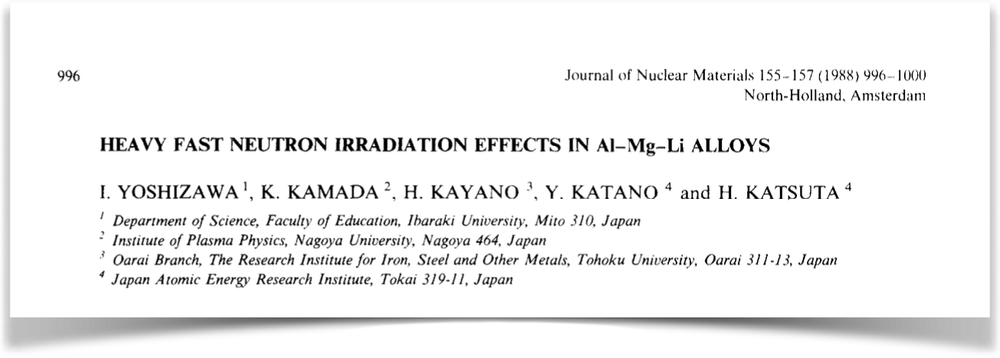 996
Journal of Nuclear Materials 155–157 (1988) 996–1000
North-Holland, Amsterdam
HEAVY FAST NEUTRON IRRADIATION EFFECTS IN Al–Mg–Li ALLOYS
I. YOSHIZAWA 1, K. KAMADA 2, H. KAYANO 3, Y. KATANO 4 and H. KATSUTA 4
1 Department of Science, Faculty of Education, Ibaraki University, Mito 310, Japan
2 Institute of Plasma Physics, Nagoya University, Nagoya 464, Japan
3 Oarai Branch, The Research Institute for Iron, Steel and Other Metals, Tohoku University, Oarai 311-13, Japan
4 Japan Atomic Energy Research Institute, Tokai 319-11, Japan